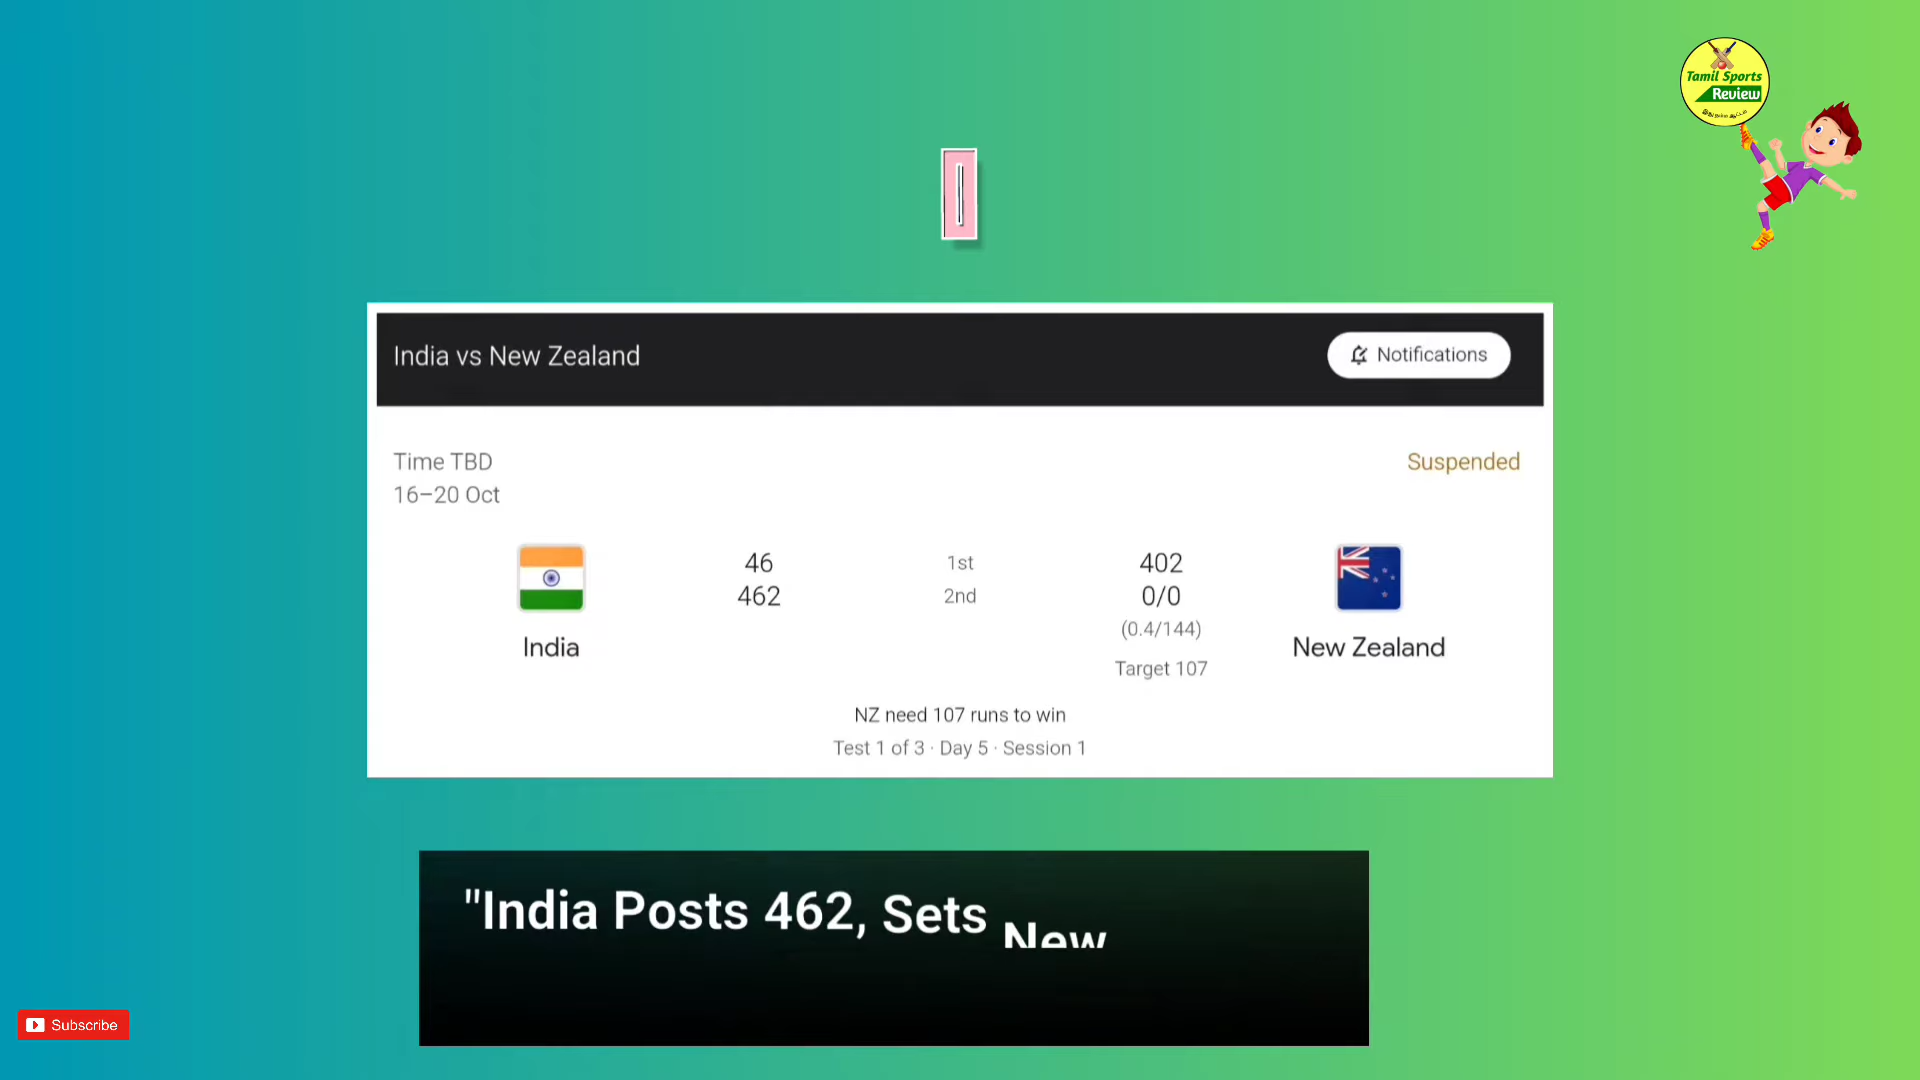 Tamil Sports
Review
India vs New Zealand
Notifications
Time TBD
Suspended
16–20 Oct
46 1st 402
462 2nd 0/0
(0.4/144)
India
New Zealand
Target 107
NZ need 107 runs to win
Test 1 of 3 · Day 5 · Session 1
"India Posts 462, Sets New
Subscribe